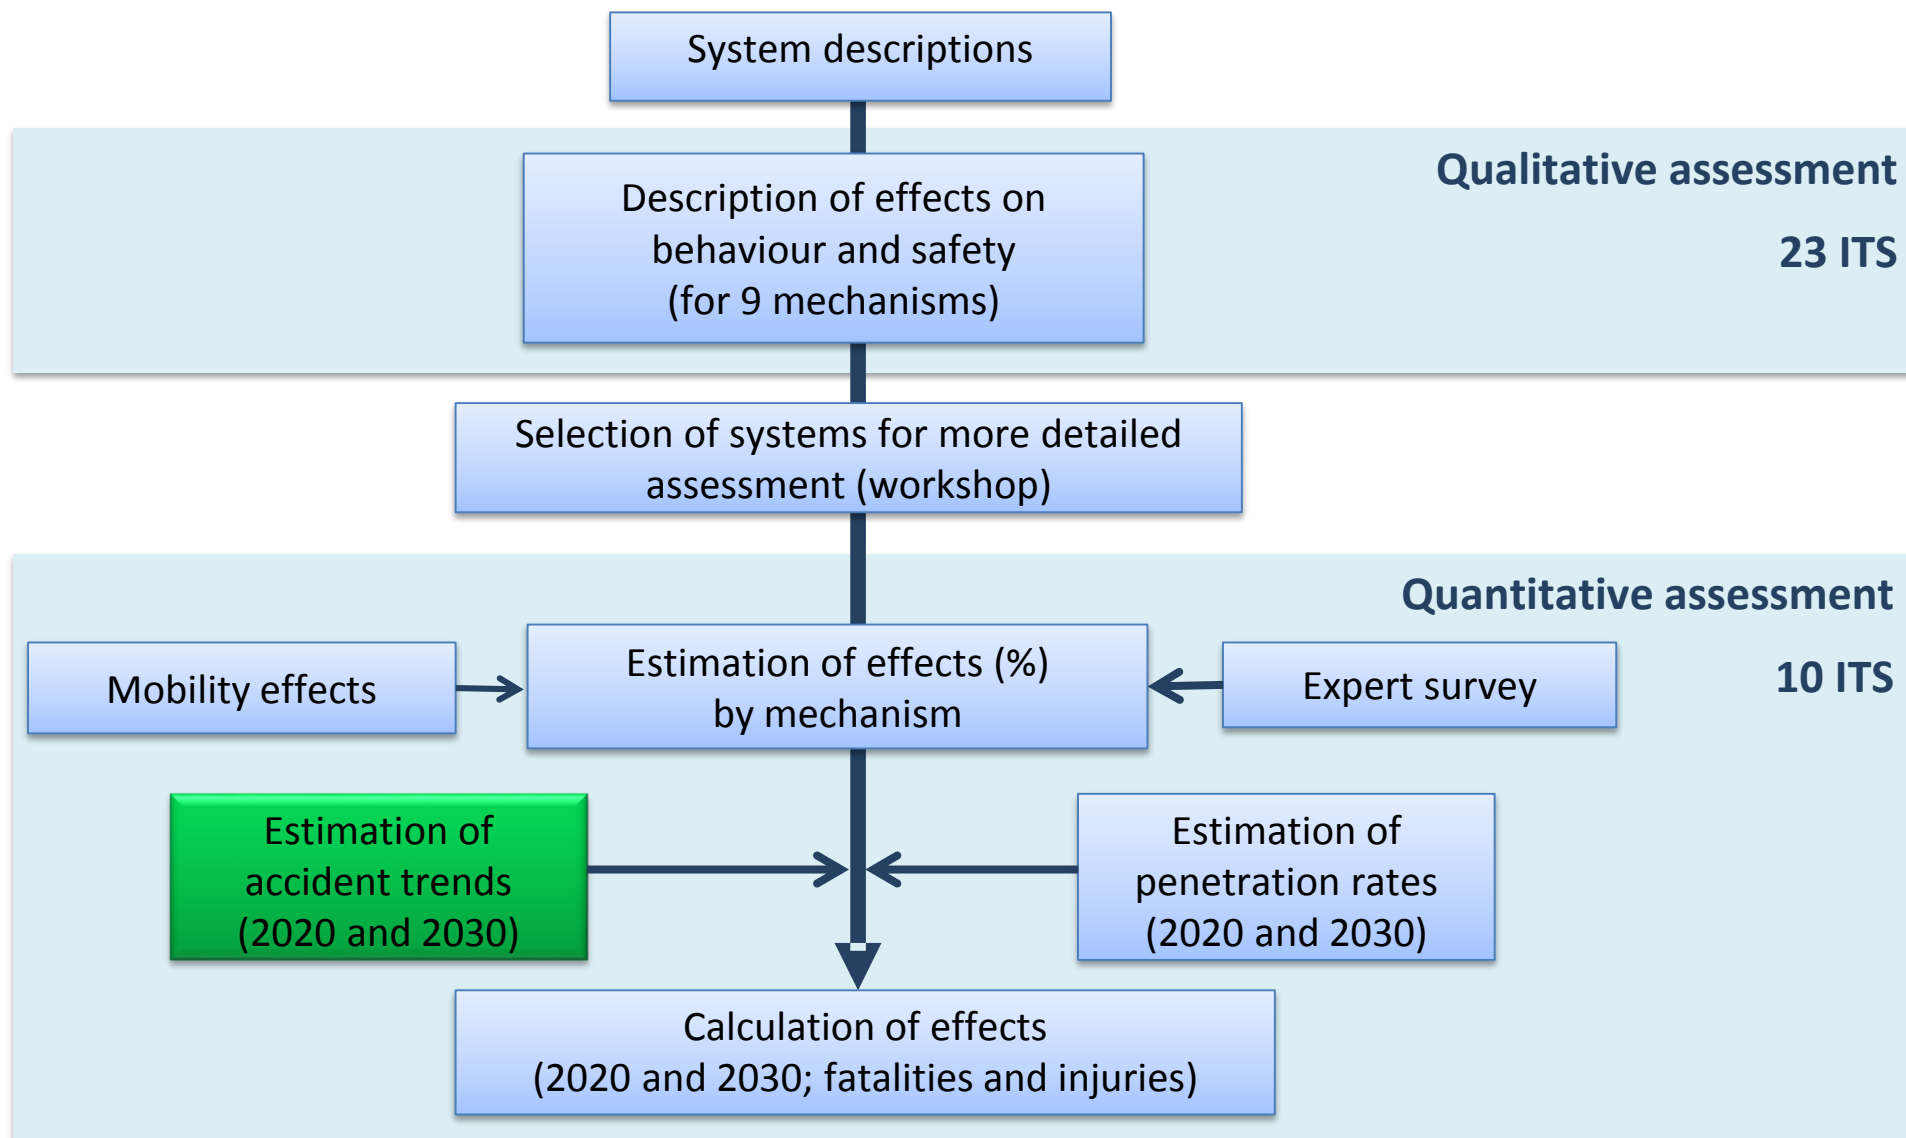 System descriptions
Qualitative assessment
23 ITS
Description of effects on
behaviour and safety
(for 9 mechanisms)
Selection of systems for more detailed
assessment (workshop)
Quantitative assessment
10 ITS
Mobility effects
Estimation of effects (%)
by mechanism
Expert survey
Estimation of
accident trends
(2020 and 2030)
Estimation of
penetration rates
(2020 and 2030)
Calculation of effects
(2020 and 2030; fatalities and injuries)